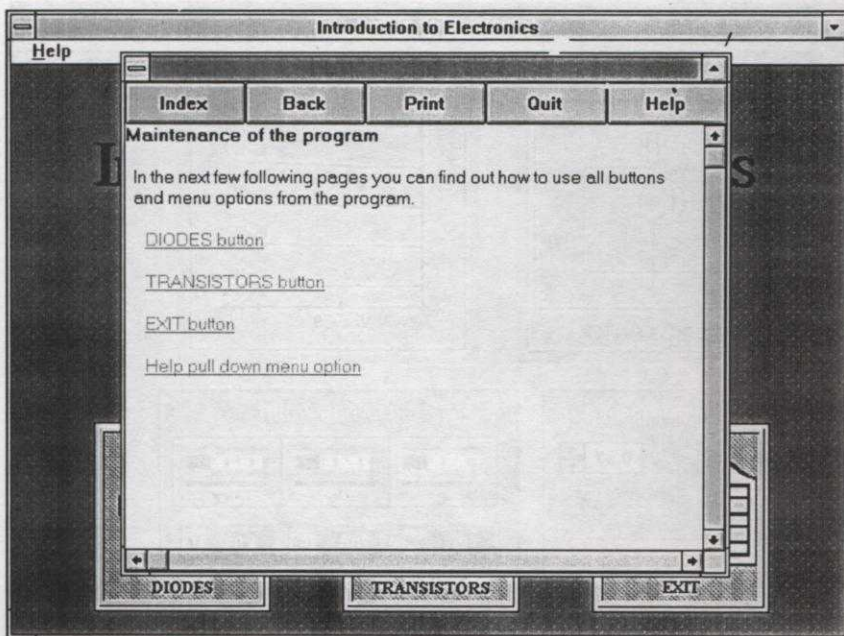 Introduction to Electronics
Help
Index Back Print Quit Help
Maintenance of the program
In the next few following pages you can find out how to use all buttons
and menu options from the program.
DIODES button
TRANSISTORS button
EXIT button
Help pull down menu option
DIODES TRANSISTORS EXIT